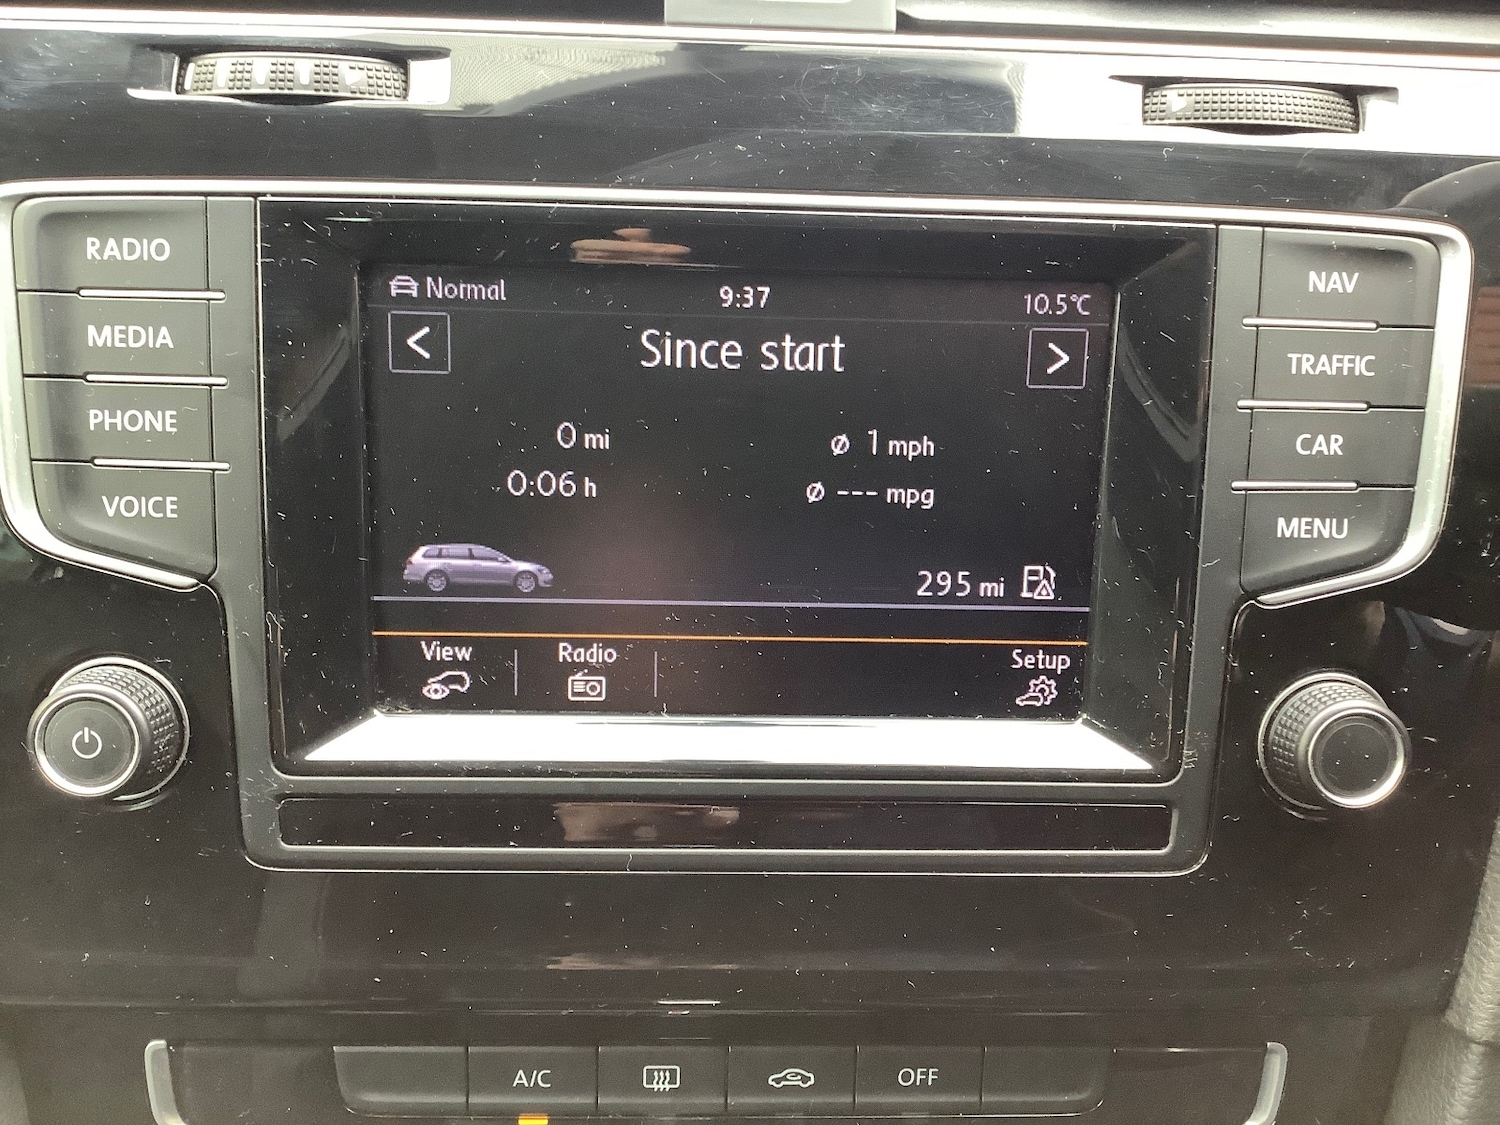 RADIO
MEDIA
PHONE
VOICE
Normal
9:37
10.5°C
<
Since start
>
0 mi
ø 1 mph
0:06 h
ø --- mpg
295 mi
View
Radio
Setup
NAV
TRAFFIC
CAR
MENU
A/C
OFF